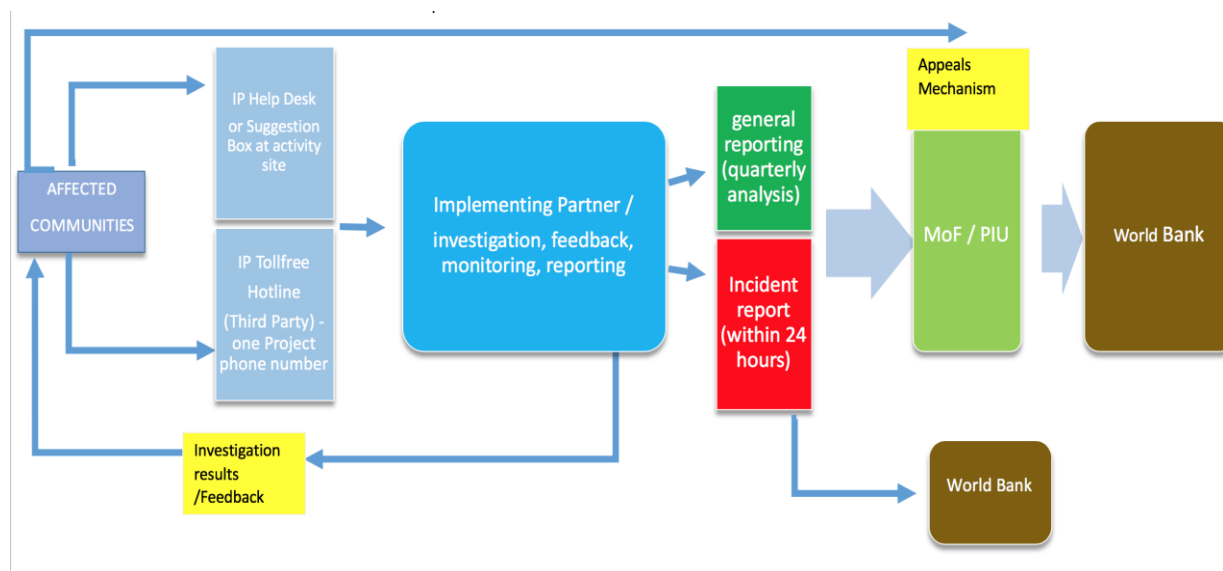 AFFECTED
COMMUNITIES
IP Help Desk
or Suggestion
Box at activity
site
IP Tollfree
Hotline
(Third Party) -
one Project
phone number
Investigation
results
/Feedback
Implementing Partner /
investigation, feedback,
monitoring, reporting
general
reporting
(quarterly
analysis)
Incident
report
(within 24
hours)
Appeals
Mechanism
MoF / PIU
World Bank
World Bank